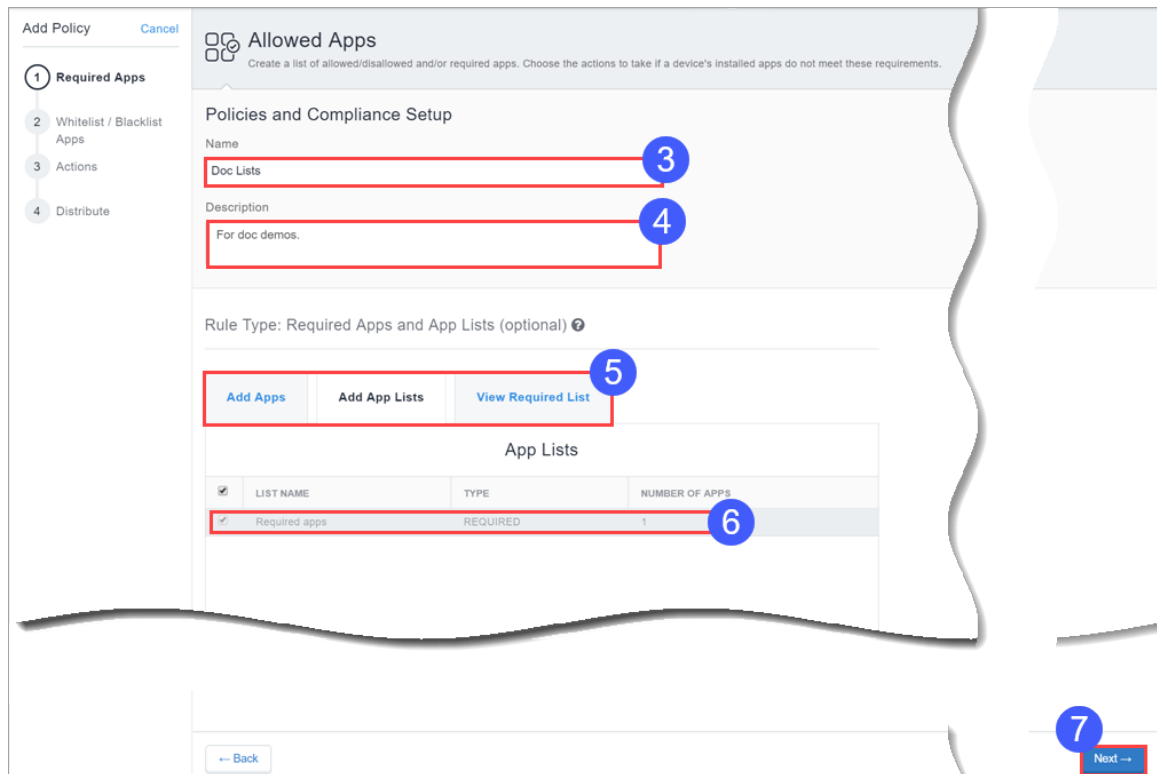 Add Policy Cancel
1 Required Apps
2 Whitelist / Blacklist
Apps
3 Actions
4 Distribute
Allowed Apps
Create a list of allowed/disallowed and/or required apps. Choose the actions to take if a device's installed apps do not meet these requirements.
Policies and Compliance Setup
Name
Doc Lists
3
Description
For doc demos.
4
Rule Type: Required Apps and App Lists (optional) ?
5
Add Apps Add App Lists View Required List
App Lists
LIST NAME TYPE NUMBER OF APPS
Required apps REQUIRED 1
6
7
← Back Next →